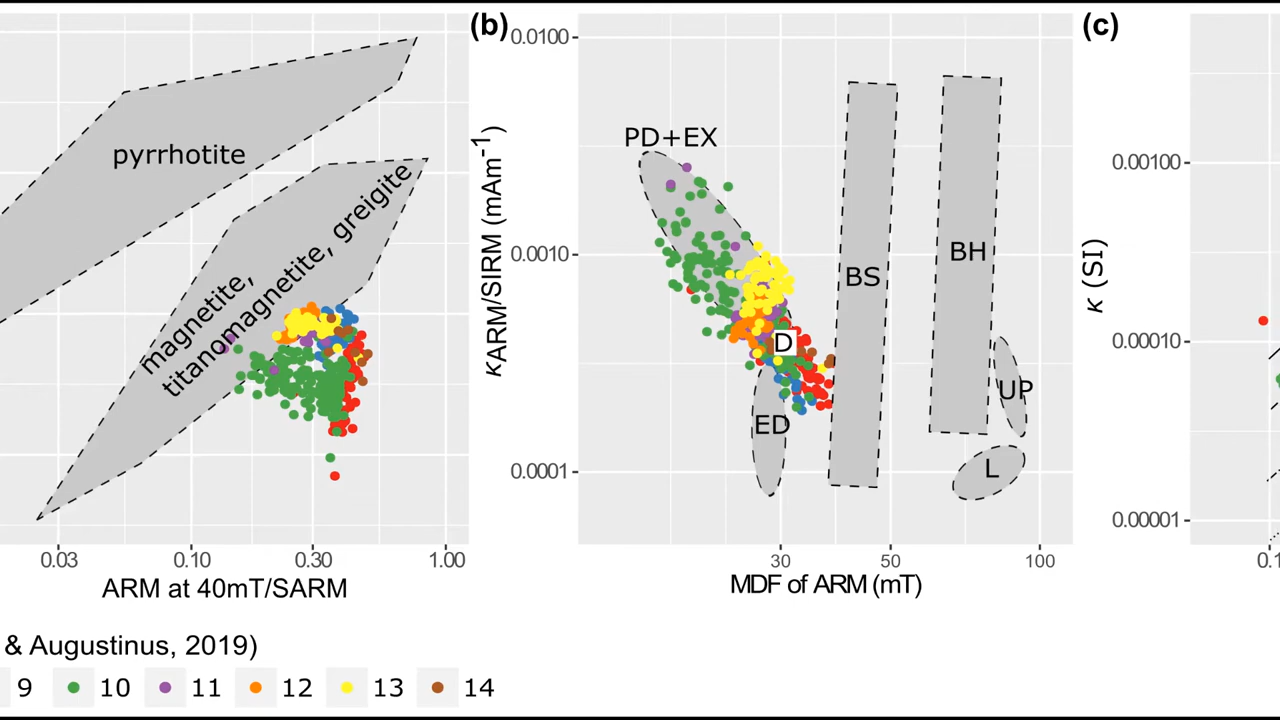 (b)
(c)
pyrrhotite
magnetite,
titanomagnetite, greigite
0.03
0.10
0.30
1.00
ARM at 40mT/SARM
0.0100
0.0010
0.0001
κARM/SIRM (mAm⁻¹)
PD+EX
D
ED
BS
BH
UP
L
30
50
100
MDF of ARM (mT)
0.00100
0.00010
0.00001
κ (SI)
0.1
& Augustinus, 2019)
9 10 11 12 13 14